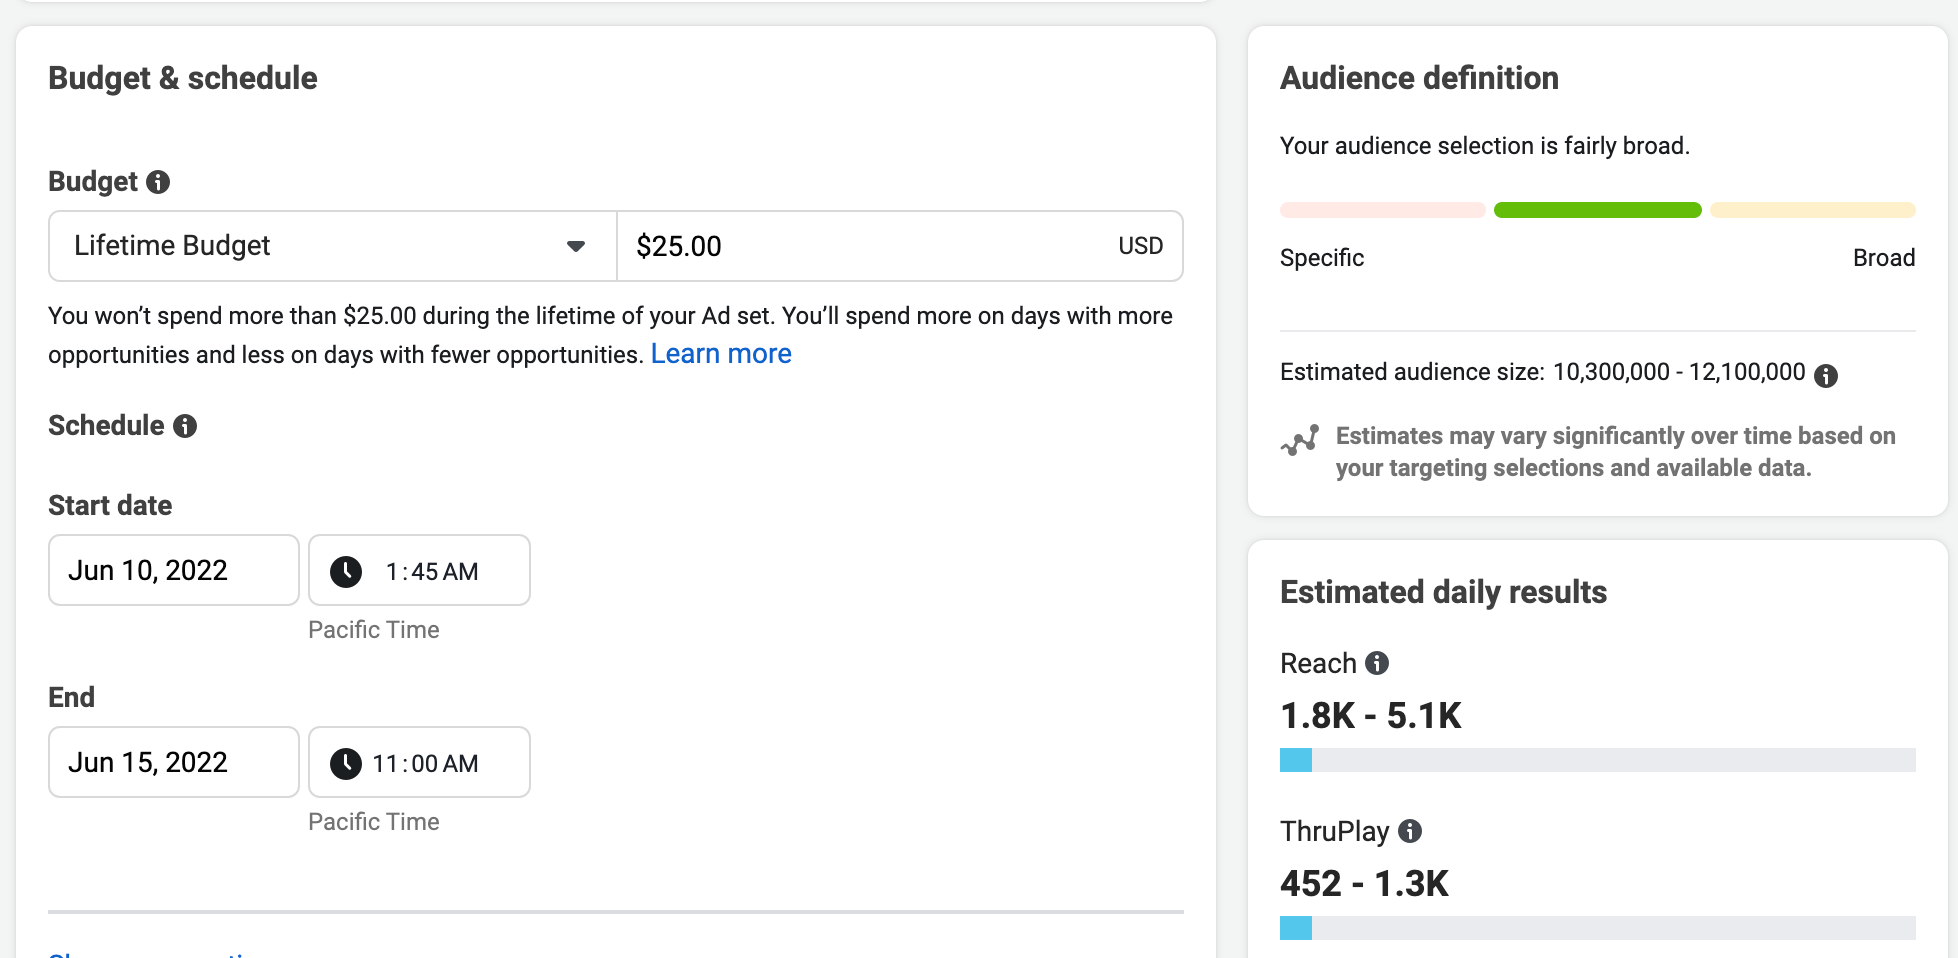 Budget & schedule
Budget
Lifetime Budget
$25.00
USD
You won’t spend more than $25.00 during the lifetime of your Ad set. You’ll spend more on days with more
opportunities and less on days with fewer opportunities. Learn more
Schedule
Start date
Jun 10, 2022
1:45 AM
Pacific Time
End
Jun 15, 2022
11:00 AM
Pacific Time
Audience definition
Your audience selection is fairly broad.
Specific
Broad
Estimated audience size: 10,300,000 - 12,100,000
Estimates may vary significantly over time based on
your targeting selections and available data.
Estimated daily results
Reach
1.8K - 5.1K
ThruPlay
452 - 1.3K